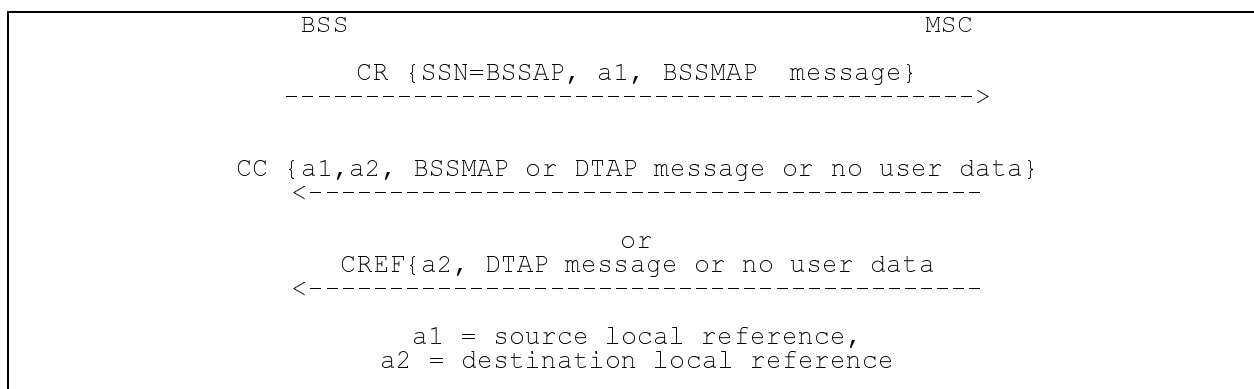 BSS MSC
CR {SSN=BSSAP, a1, BSSMAP message}
------------------------------------------->
CC {a1,a2, BSSMAP or DTAP message or no user data}
<------------------------------------------
or
CREF{a2, DTAP message or no user data
<------------------------------------------
a1 = source local reference,
a2 = destination local reference